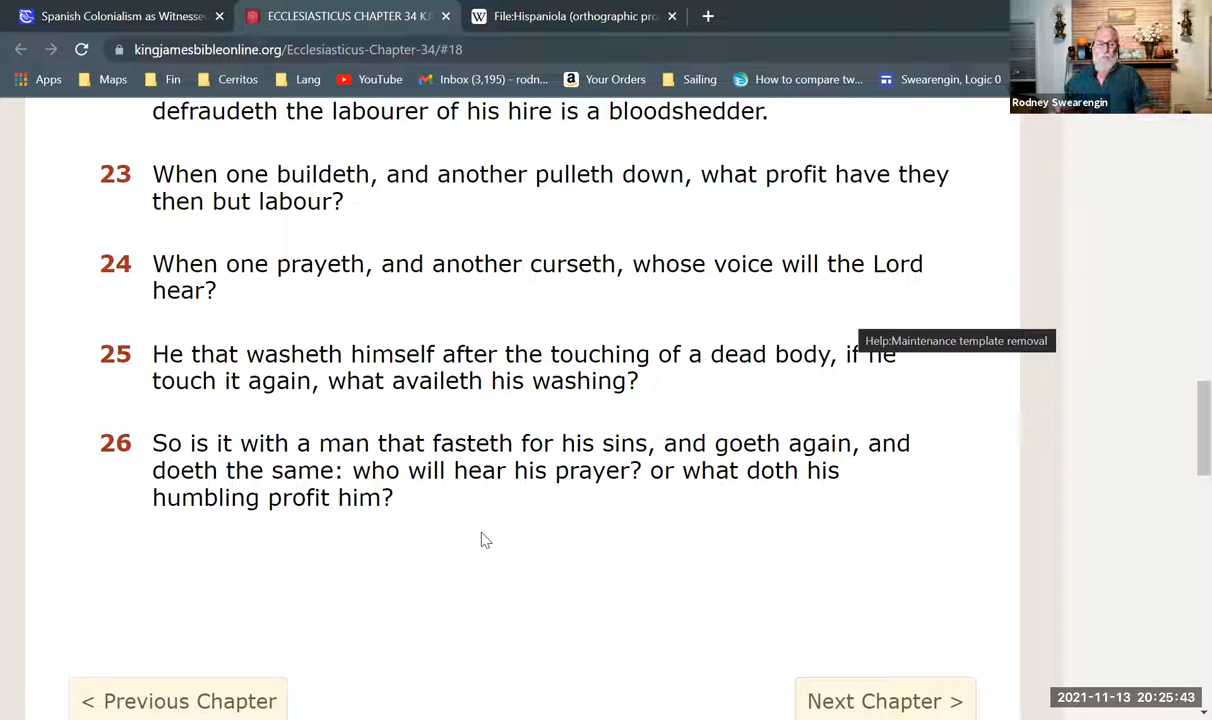 Spanish Colonialism as Witnesse
ECCLESIASTICUS CHAPTER 34 KJ
W File:Hispaniola (orthographic pro
kingjamesbibleonline.org/Ecclesiasticus-Chapter-34/#18
Apps Maps Fin Cerritos Lang YouTube Inbox (3,195) – rodn... a Your Orders Sailing How to compare tw... Swearengin, Logic 0
Rodney Swearengin
defraudeth the labourer of his hire is a bloodshedder.
23 When one buildeth, and another pulleth down, what profit have they
then but labour?
24 When one prayeth, and another curseth, whose voice will the Lord
hear?
Help:Maintenance template removal
25 He that washeth himself after the touching of a dead body, if he
touch it again, what availeth his washing?
26 So is it with a man that fasteth for his sins, and goeth again, and
doeth the same: who will hear his prayer? or what doth his
humbling profit him?
< Previous Chapter
Next Chapter >
2021-11-13 20:25:43